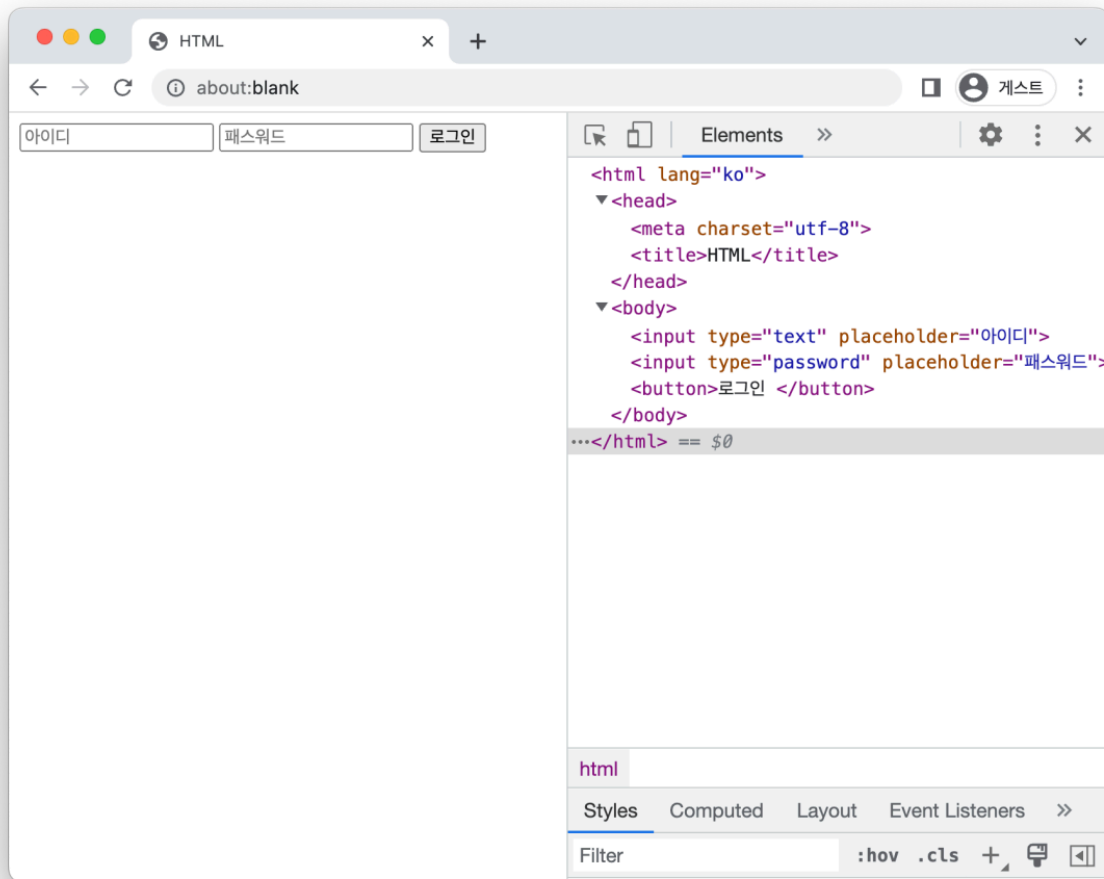 HTML
about:blank
게스트
아이디 패스워드 로그인
Elements
<html lang="ko">
<head>
<meta charset="utf-8">
<title>HTML</title>
</head>
<body>
<input type="text" placeholder="아이디">
<input type="password" placeholder="패스워드">
<button>로그인 </button>
</body>
…</html> == $0
html
Styles Computed Layout Event Listeners
Filter :hov .cls